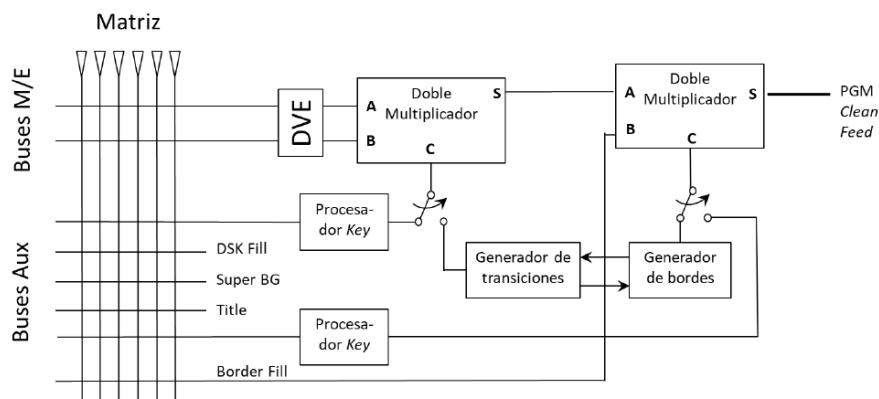 Matriz
Buses M/E
DVE
A
B
Doble
Multiplicador
S
C
A
B
Doble
Multiplicador
S
C
PGM
Clean
Feed
Buses Aux
Procesa-
dor Key
DSK Fill
Super BG
Title
Generador de
transiciones
Generador
de bordes
Procesa-
dor Key
Border Fill